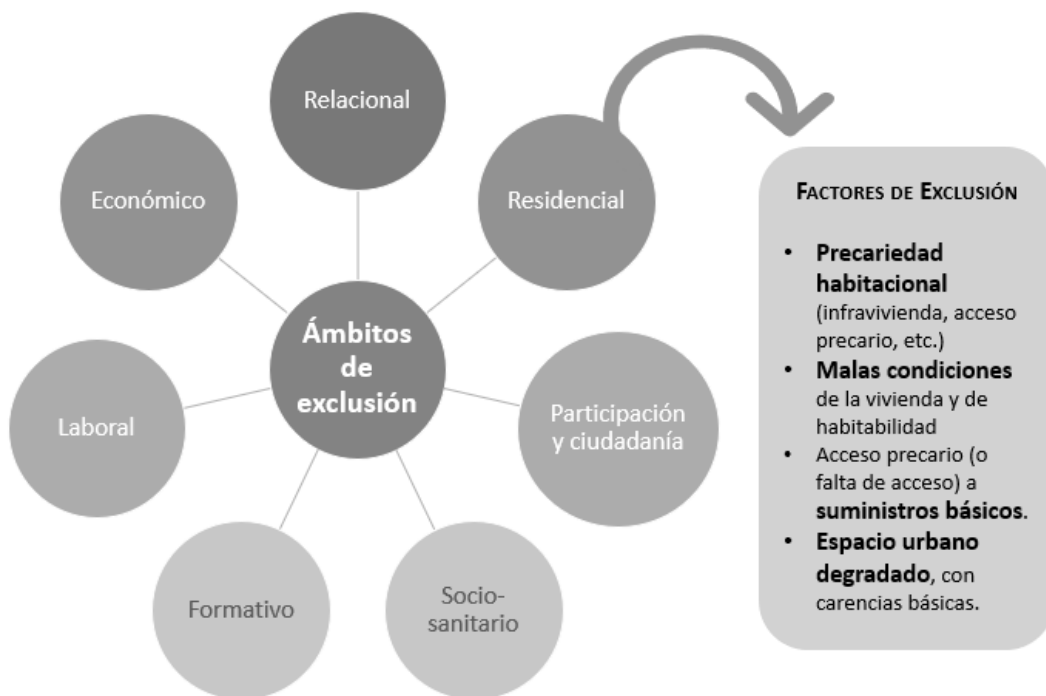 Relacional
Económico
Residencial
Ámbitos
de
exclusión
Laboral
Participación
y ciudadanía
Formativo
Socio-
sanitario
FACTORES DE EXCLUSIÓN
• Precariedad
habitacional
(infravivienda, acceso
precario, etc.)
• Malas condiciones
de la vivienda y de
habitabilidad
• Acceso precario (o
falta de acceso) a
suministros básicos.
• Espacio urbano
degradado, con
carencias básicas.